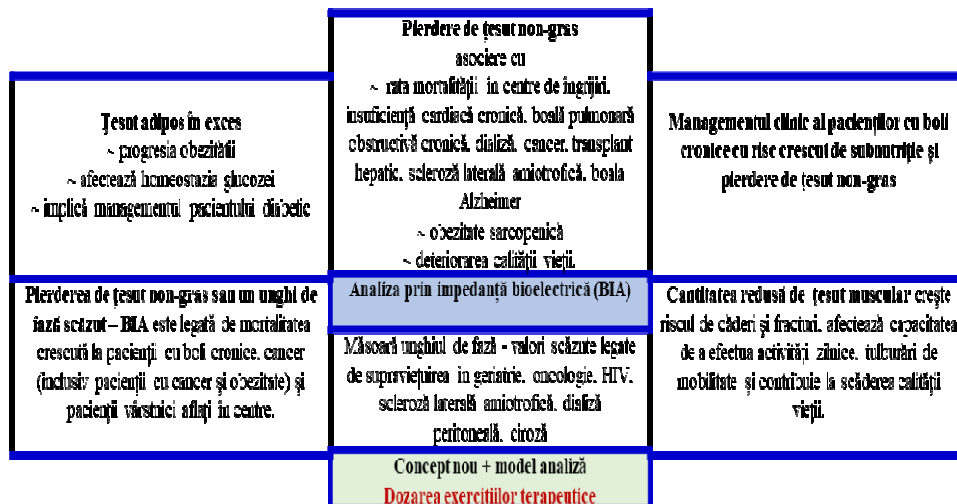 Pierdere de țesut non-gras
asociere cu
~ rata mortalității în centre de îngrijiri,
insuficiență cardiacă cronică, boală pulmonară
obstructivă cronică, dializă, cancer, transplant
hepatic, scleroză laterală amiotrofică, boala
Alzheimer
~ obezitate sarcopenică
~ deteriorarea calității vieții.
Țesut adipos în exces
~ progresia obezității
~ afectează homeostazia glucozei
~ implică managementul pacientului diabetic
Managementul clinic al pacienților cu boli
cronice cu risc crescut de subnutriție și
pierdere de țesut non-gras
Pierderea de țesut non-gras sau un unghi de
fază scăzut – BIA este legată de mortalitatea
crescută la pacienții cu boli cronice, cancer
(inclusiv pacienții cu cancer și obezitate) și
pacienții vârstnici aflați în centre.
Analiza prin impedanță bioelectrică (BIA)
Măsoară unghiul de fază - valori scăzute legate
de supraviețuirea în geriatrie, oncologie, HIV,
scleroză laterală amiotrofică, dializă
peritoneală, ciroză
Cantitatea redusă de țesut muscular crește
riscul de căderi și fracturi, afectează capacitatea
de a efectua activități zilnice, tulburări de
mobilitate și contribuie la scăderea calității
vieții.
Concept nou + model analiză
Dozarea exercițiilor terapeutice